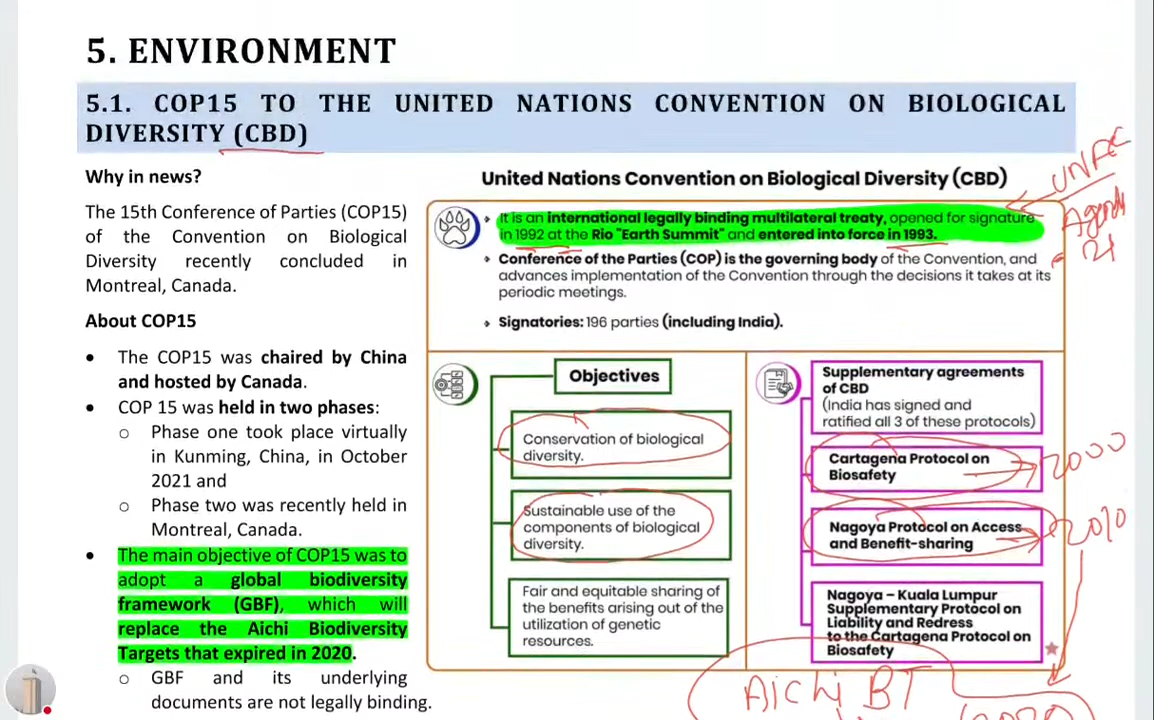 5. ENVIRONMENT
5.1. COP15 TO THE UNITED NATIONS CONVENTION ON BIOLOGICAL
DIVERSITY (CBD)
Why in news?
The 15th Conference of Parties (COP15)
of the Convention on Biological
Diversity recently concluded in
Montreal, Canada.
About COP15
• The COP15 was chaired by China
and hosted by Canada.
• COP 15 was held in two phases:
o Phase one took place virtually
in Kunming, China, in October
2021 and
o Phase two was recently held in
Montreal, Canada.
• The main objective of COP15 was to
adopt a global biodiversity
framework (GBF), which will
replace the Aichi Biodiversity
Targets that expired in 2020.
o GBF and its underlying
documents are not legally binding.
United Nations Convention on Biological Diversity (CBD)
It is an international legally binding multilateral treaty, opened for signature
in 1992 at the Rio "Earth Summit" and entered into force in 1993.
Conference of the Parties (COP) is the governing body of the Convention, and
advances implementation of the Convention through the decisions it takes at its
periodic meetings.
Signatories: 196 parties (including India).
Objectives
Conservation of biological
diversity.
Sustainable use of the
components of biological
diversity.
Fair and equitable sharing of
the benefits arising out of the
utilization of genetic
resources.
Supplementary agreements
of CBD
(India has signed and
ratified all 3 of these protocols)
Cartagena Protocol on
Biosafety
2000
Nagoya Protocol on Access
and Benefit-sharing
2010
Nagoya – Kuala Lumpur
Supplementary Protocol on
Liability and Redress
to the Cartagena Protocol on
Biosafety
Agenda
21
Aichi BT